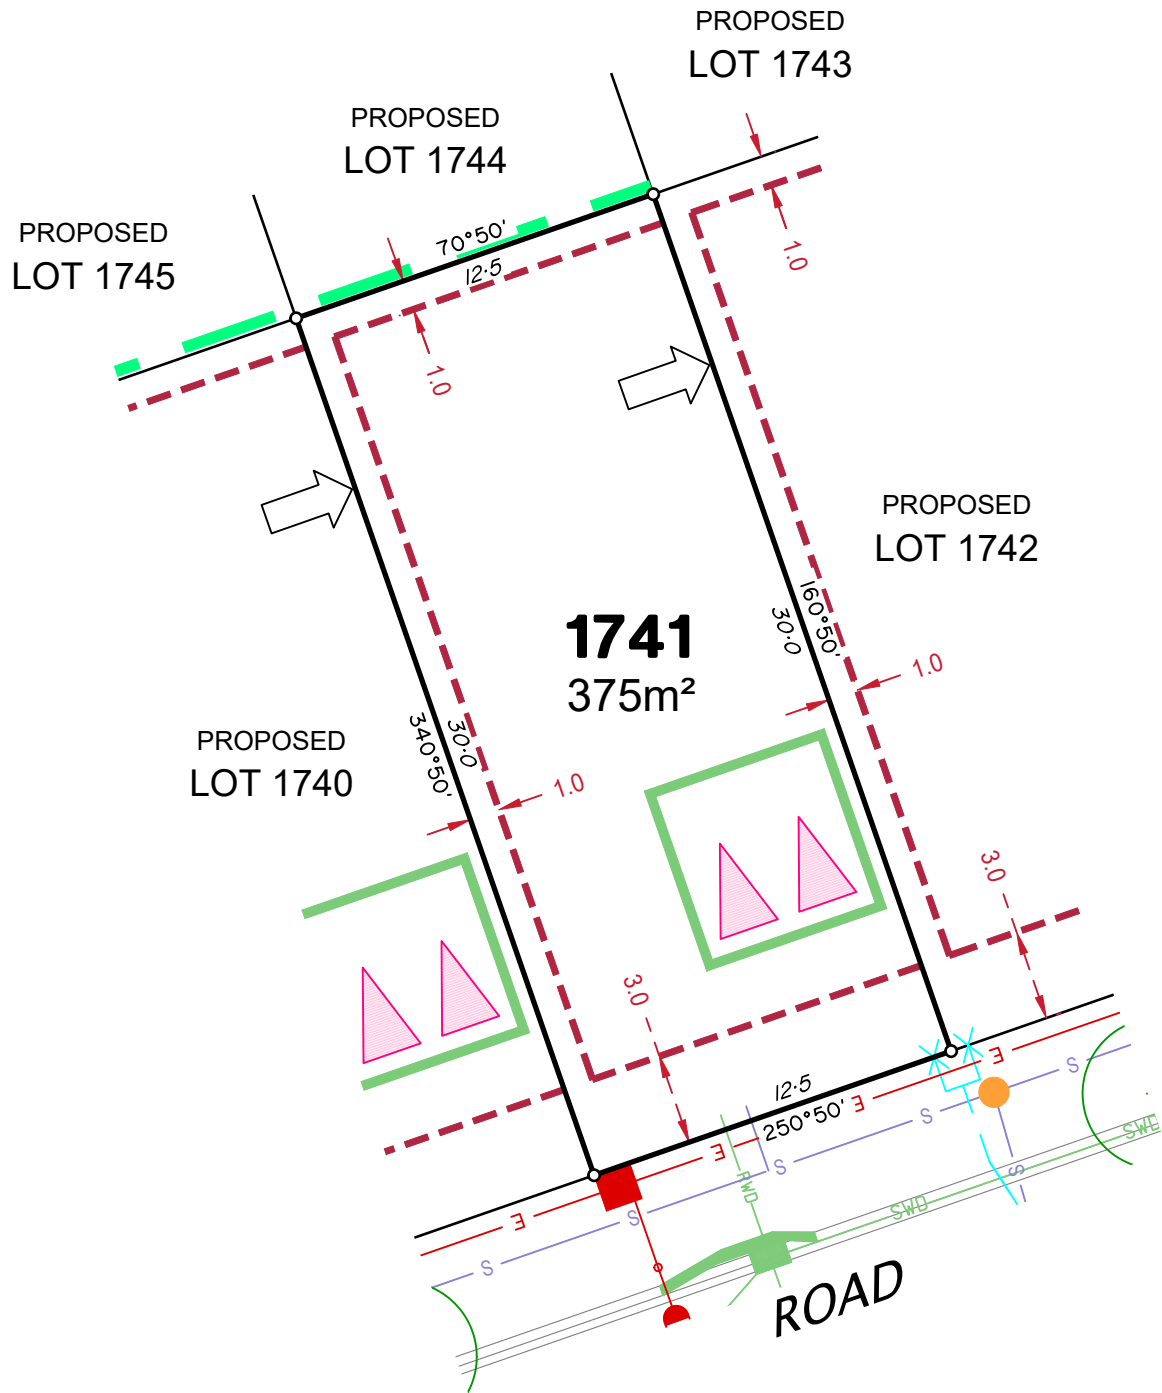 PROPOSED
LOT 1743
PROPOSED
LOT 1744
PROPOSED
LOT 1745
70°50'
12·5
1.0
1.0
PROPOSED
LOT 1742
160°50'
30·0
1741
375m²
1.0
340°50'
30·0
PROPOSED
LOT 1740
1.0
3.0
3.0
12·5
250°50'
E
E
E
E
S
S
S
S
S
S
RWD
SWD
SWD
ROAD